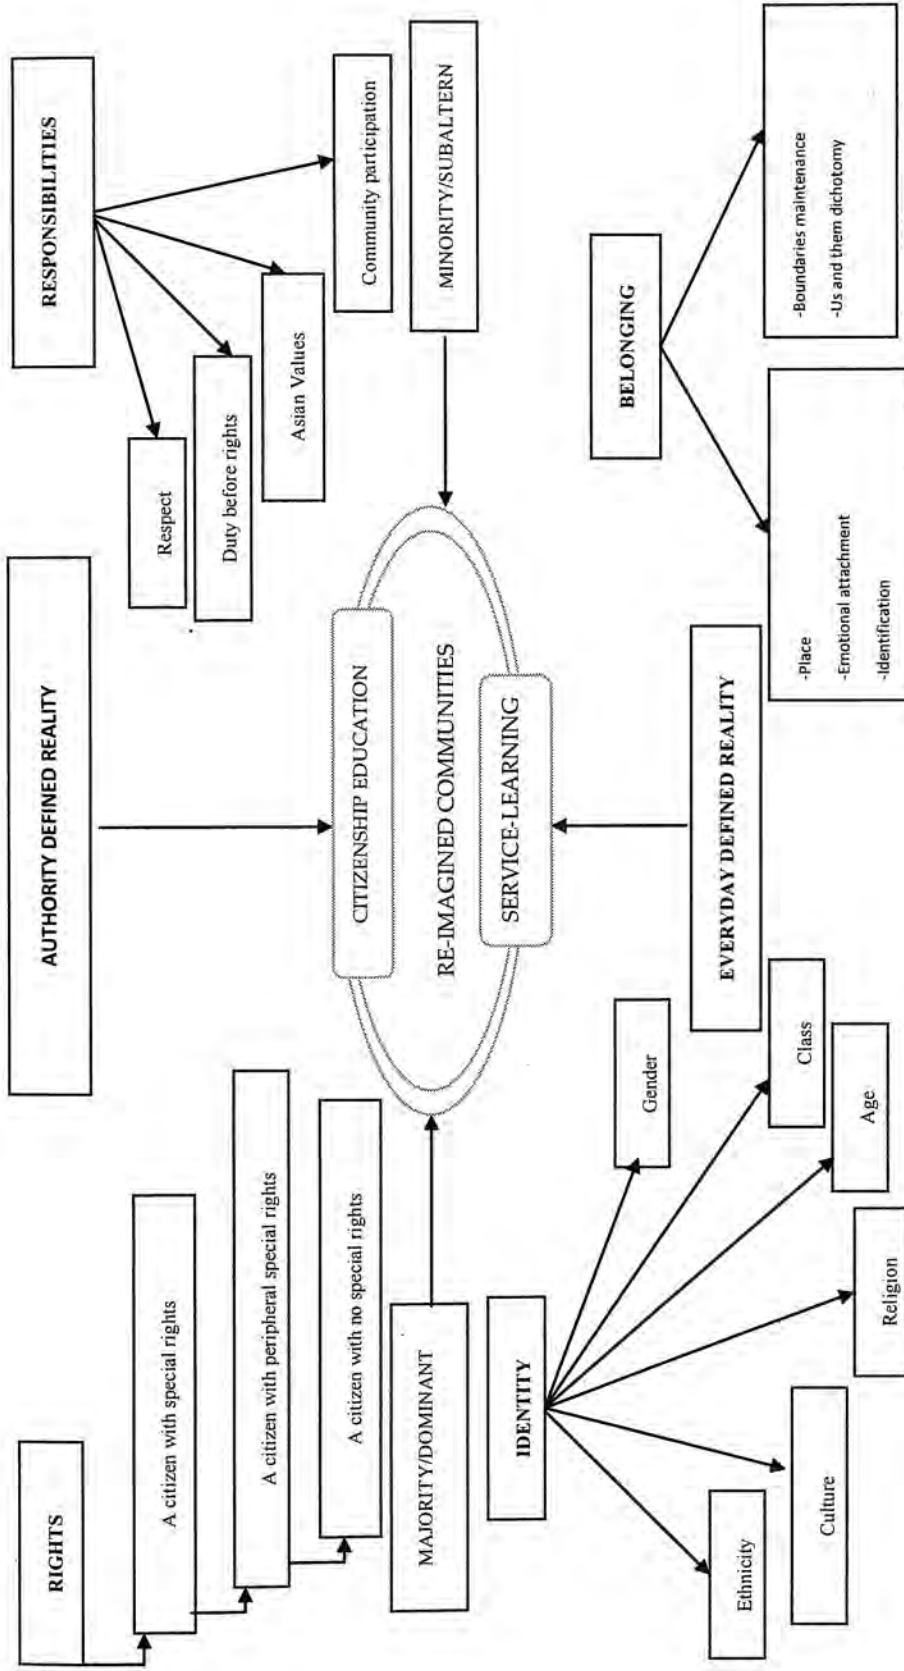 RIGHTS
A citizen with special rights
A citizen with peripheral special rights
A citizen with no special rights
AUTHORITY DEFINED REALITY
RESPONSIBILITIES
Respect
Duty before rights
Asian Values
Community participation
MAJORITY/DOMINANT
CITIZENSHIP EDUCATION
RE-IMAGINED COMMUNITIES
SERVICE-LEARNING
MINORITY/SUBALTERN
IDENTITY
Ethnicity
Culture
Religion
Age
Class
Gender
EVERYDAY DEFINED REALITY
BELONGING
-Place
-Emotional attachment
-Identification
-Boundaries maintenance
-Us and them dichotomy